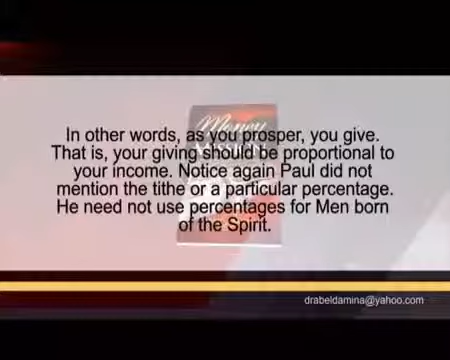 Money
MISSION
In other words, as you prosper, you give.
That is, your giving should be proportional to
your income. Notice again Paul did not
mention the tithe or a particular percentage.
He need not use percentages for Men born
of the Spirit.
drabeldamina@yahoo.com